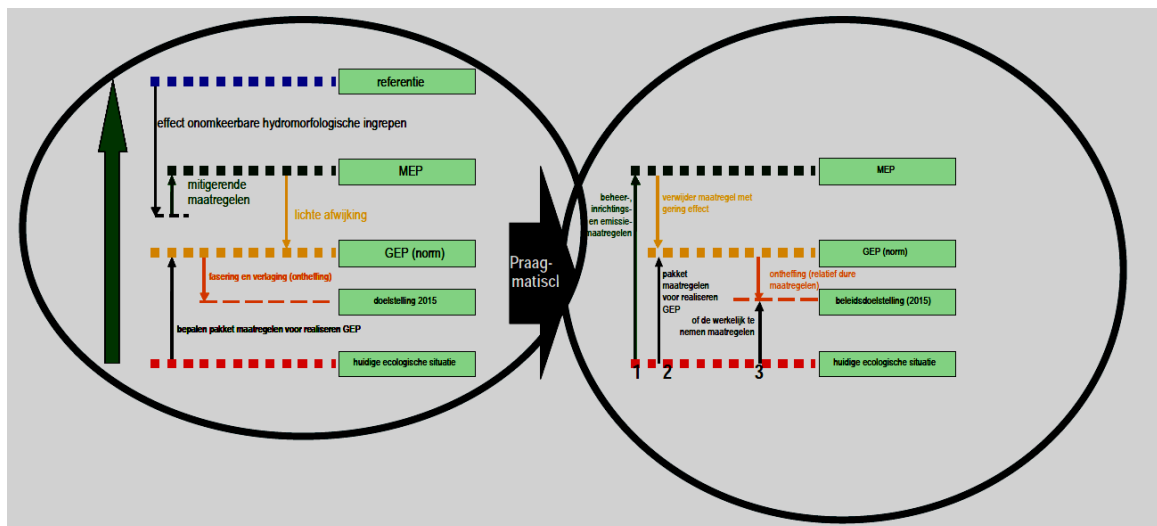 referentie
effect onomkeerbare hydromorfologische ingrepen
MEP
mitigerende
maatregelen
lichte afwijking
GEP (norm)
fasering en verlaging (ontheffing)
doelstelling 2015
bepalen pakket maatregelen voor realiseren GEP
huidige ecologische situatie
Praag-
matiscl
MEP
beheer-,
inrichtings-
en emissie-
maatregelen
verwijder maatregel met
gering effect
GEP (norm)
pakket
maatregelen
voor realiseren
GEP
ontheffing (relatief dure
maatregelen)
beleidsdoelstelling (2015)
of de werkelijk te
nemen maatregelen
huidige ecologische situatie
1 2 3